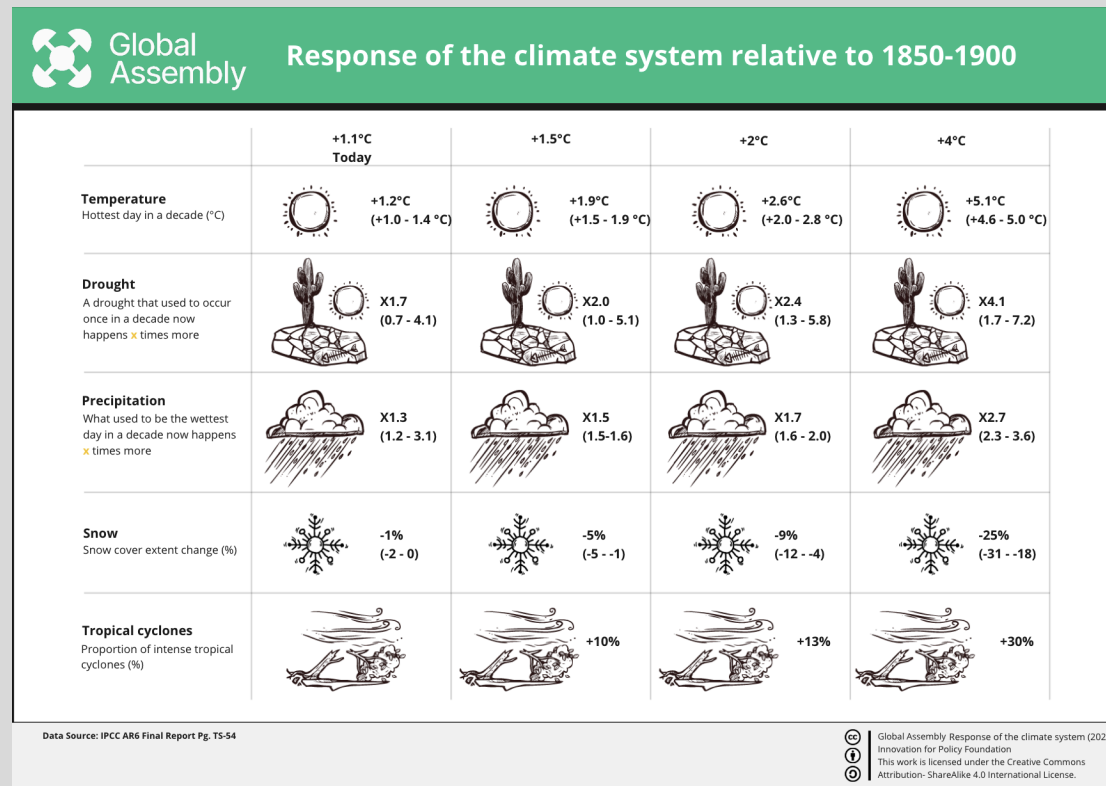 Global
Assembly
Response of the climate system relative to 1850-1900
+1.1°C
Today
+1.5°C
+2°C
+4°C
Temperature
Hottest day in a decade (°C)
+1.2°C
(+1.0 - 1.4 °C)
+1.9°C
(+1.5 - 1.9 °C)
+2.6°C
(+2.0 - 2.8 °C)
+5.1°C
(+4.6 - 5.0 °C)
Drought
A drought that used to occur
once in a decade now
happens x times more
X1.7
(0.7 - 4.1)
X2.0
(1.0 - 5.1)
X2.4
(1.3 - 5.8)
X4.1
(1.7 - 7.2)
Precipitation
What used to be the wettest
day in a decade now happens
x times more
X1.3
(1.2 - 3.1)
X1.5
(1.5-1.6)
X1.7
(1.6 - 2.0)
X2.7
(2.3 - 3.6)
Snow
Snow cover extent change (%)
-1%
(-2 - 0)
-5%
(-5 - -1)
-9%
(-12 - -4)
-25%
(-31 - -18)
Tropical cyclones
Proportion of intense tropical
cyclones (%)
+10%
+13%
+30%
Data Source: IPCC AR6 Final Report Pg. TS-54
cc
Global Assembly Response of the climate system (202
Innovation for Policy Foundation
This work is licensed under the Creative Commons
Attribution- ShareAlike 4.0 International License.